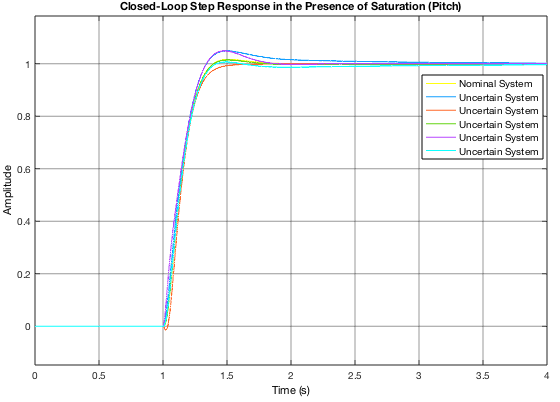 Closed-Loop Step Response in the Presence of Saturation (Pitch)
1
0.8
0.6
0.4
0.2
0
Amplitude
Nominal System
Uncertain System
Uncertain System
Uncertain System
Uncertain System
Uncertain System
0 0.5 1 1.5 2 2.5 3 3.5 4
Time (s)